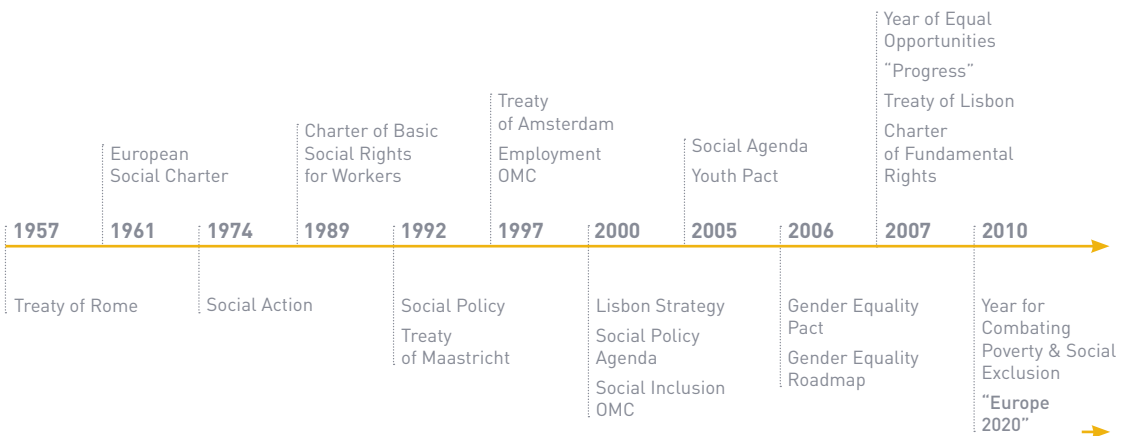 Year of Equal
Opportunities
“Progress”
Treaty of Lisbon
Charter
of Fundamental
Rights
Treaty
of Amsterdam
Employment
OMC
Charter of Basic
Social Rights
for Workers
Social Agenda
Youth Pact
European
Social Charter
1957 1961 1974 1989 1992 1997 2000 2005 2006 2007 2010
Treaty of Rome
Social Action
Social Policy
Treaty
of Maastricht
Lisbon Strategy
Social Policy
Agenda
Social Inclusion
OMC
Gender Equality
Pact
Gender Equality
Roadmap
Year for
Combating
Poverty & Social
Exclusion
“Europe
2020”